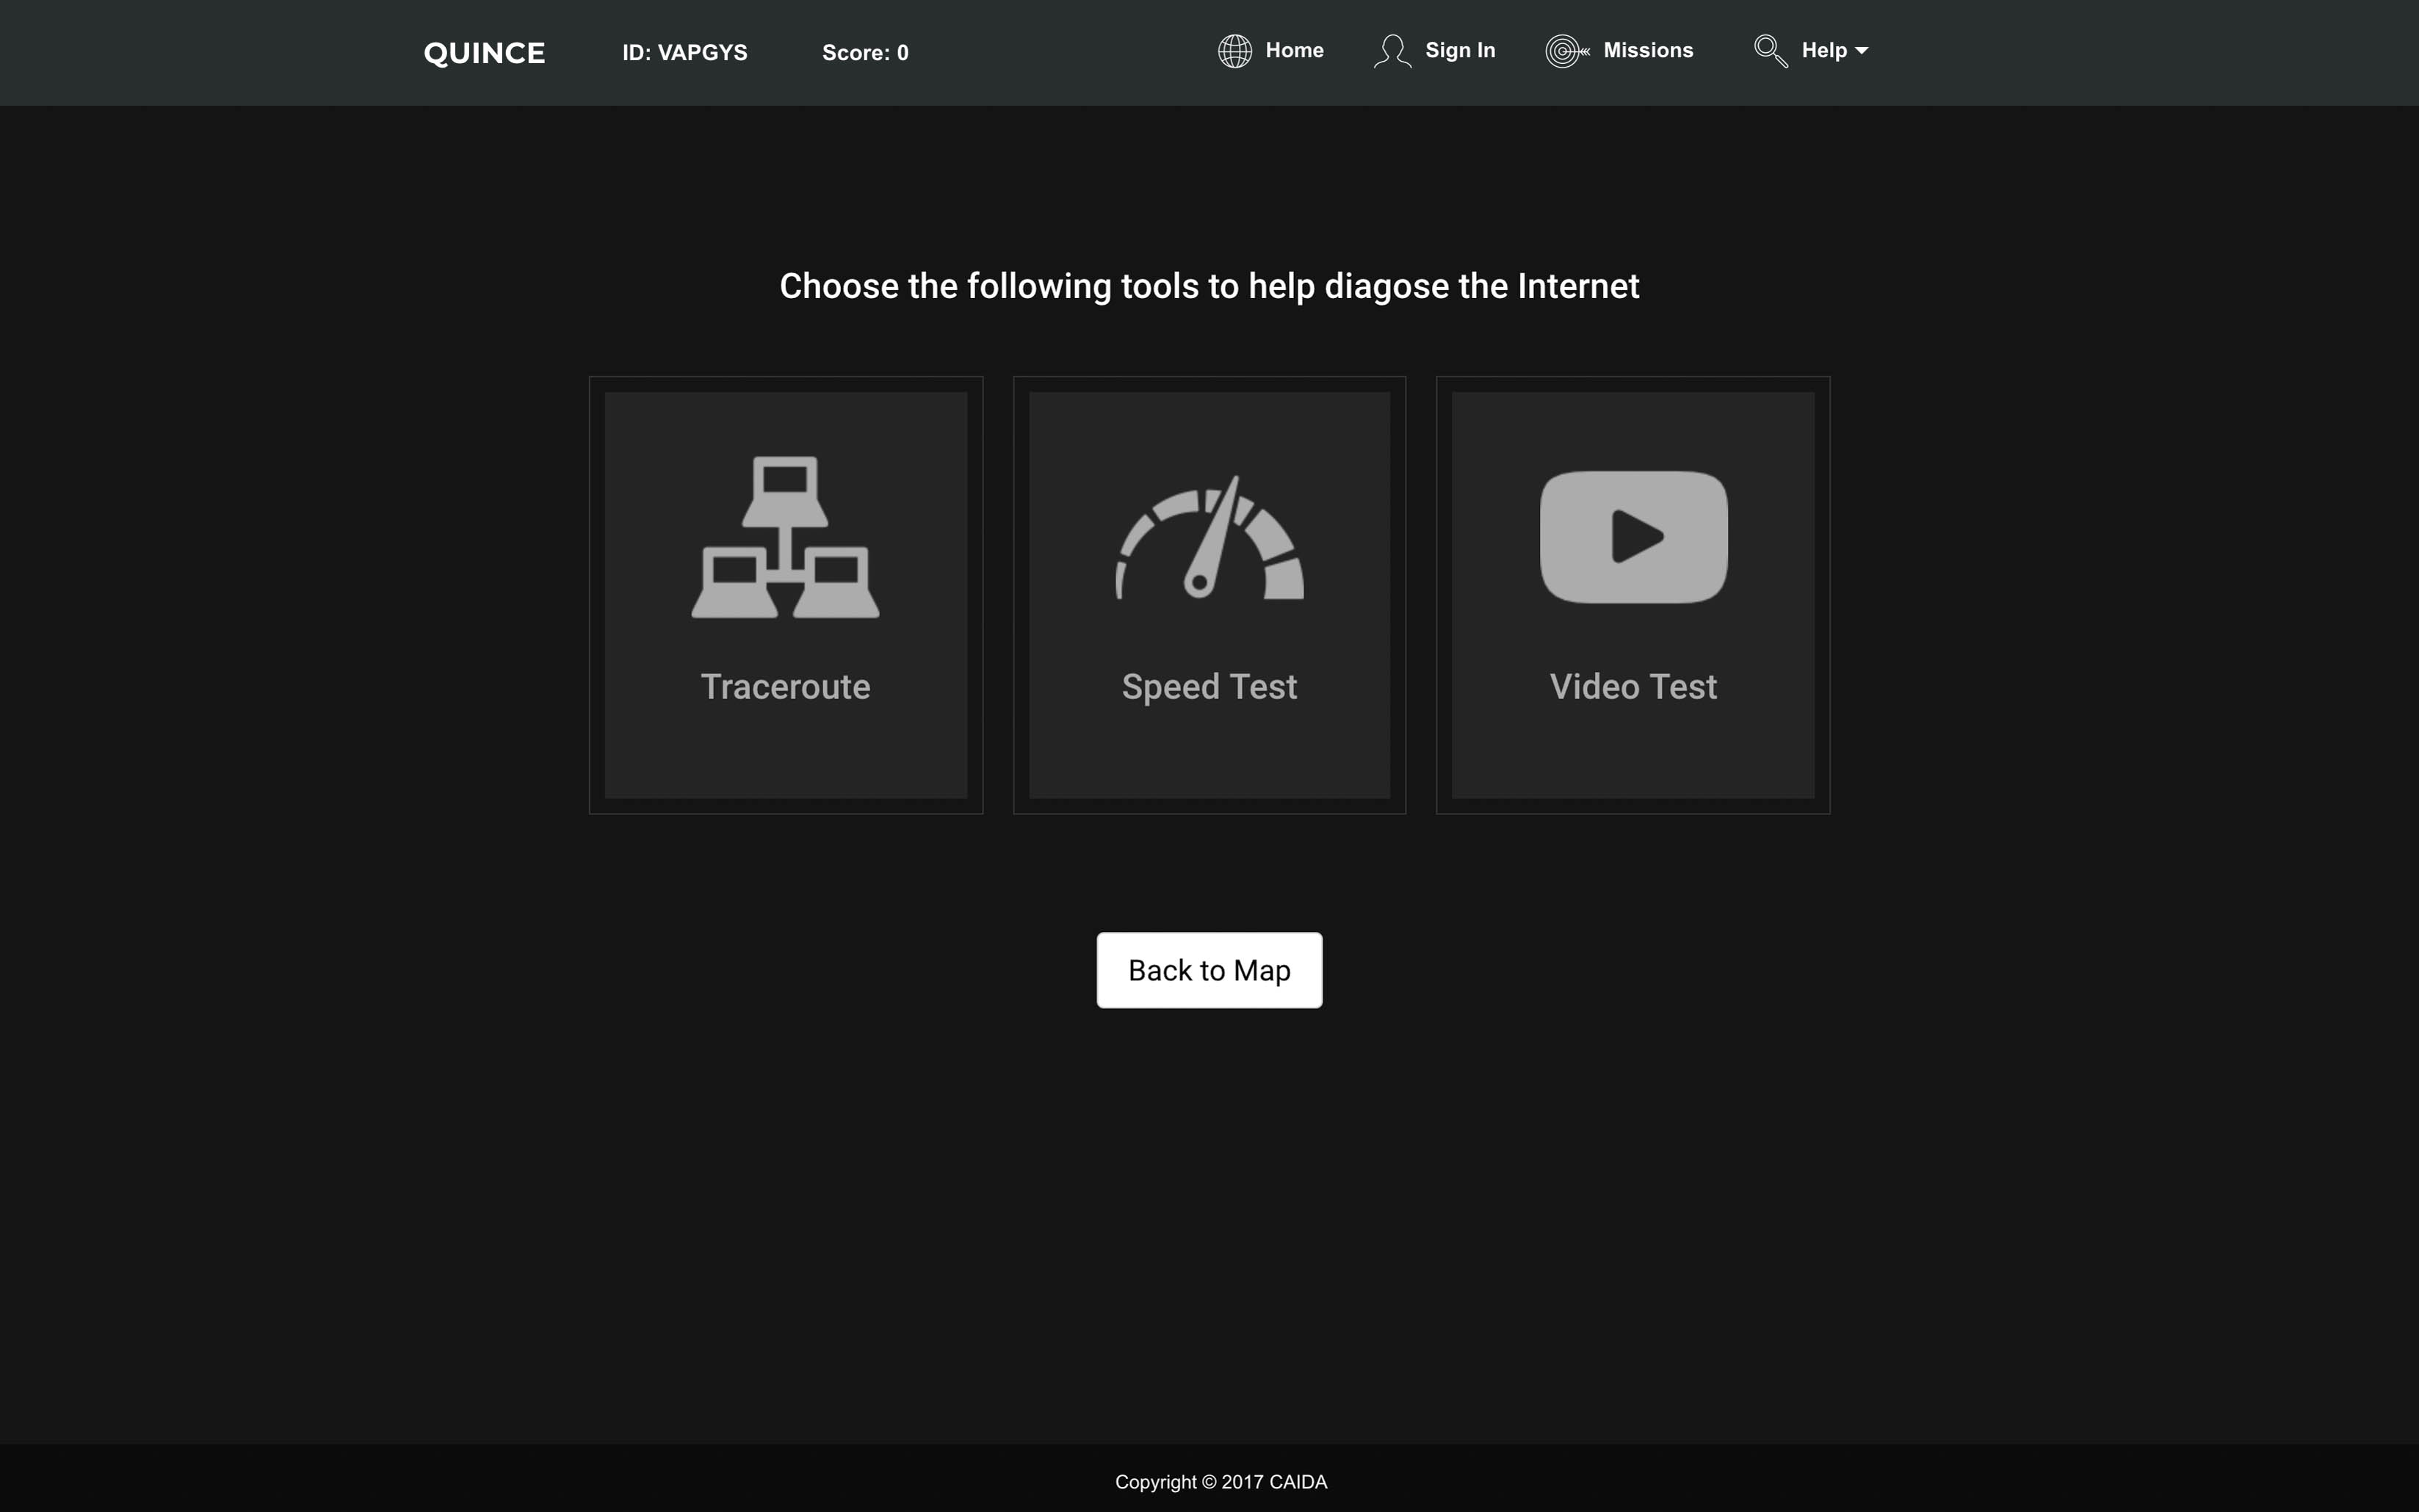 QUINCE ID: VAPGYS Score: 0 Home Sign In Missions Help
Choose the following tools to help diagose the Internet
Traceroute Speed Test Video Test
Back to Map
Copyright © 2017 CAIDA